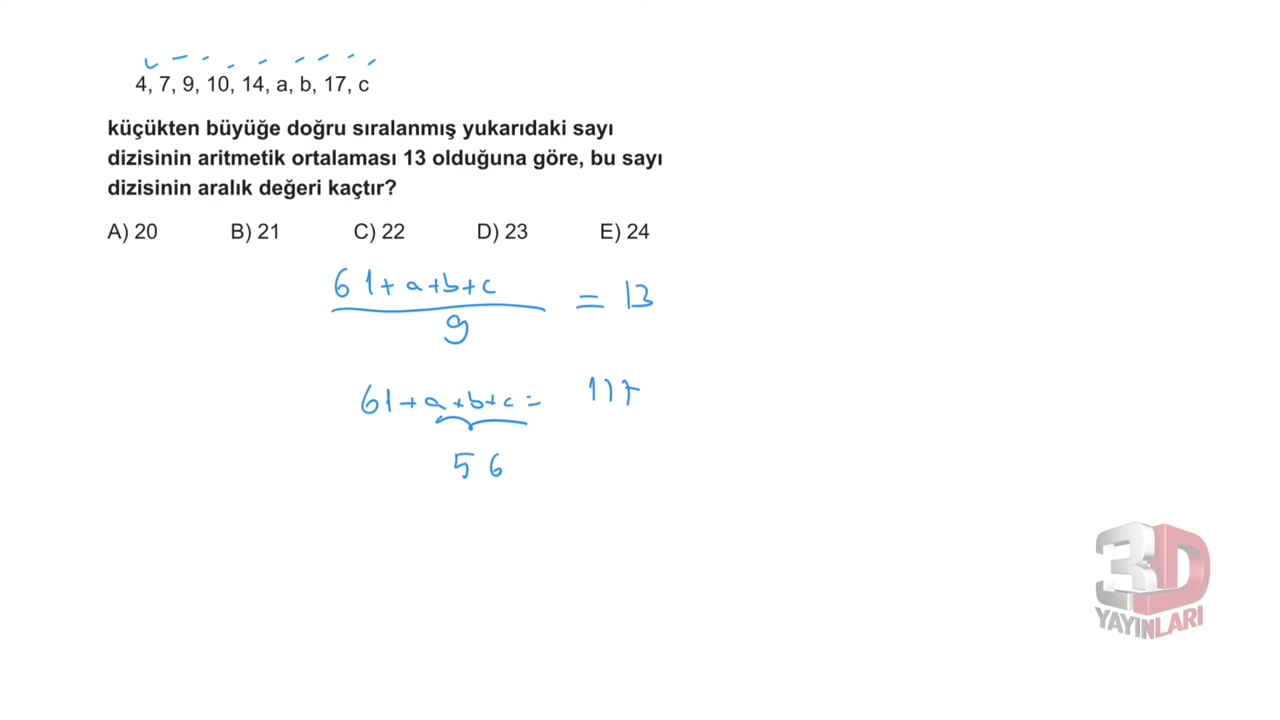 4, 7, 9, 10, 14, a, b, 17, c
küçükten büyüğe doğru sıralanmış yukarıdaki sayı
dizisinin aritmetik ortalaması 13 olduğuna göre, bu sayı
dizisinin aralık değeri kaçtır?
A) 20 B) 21 C) 22 D) 23 E) 24
61+a+b+c = 13
9
61+a+b+c= 117
56
3D
YAYINLARI